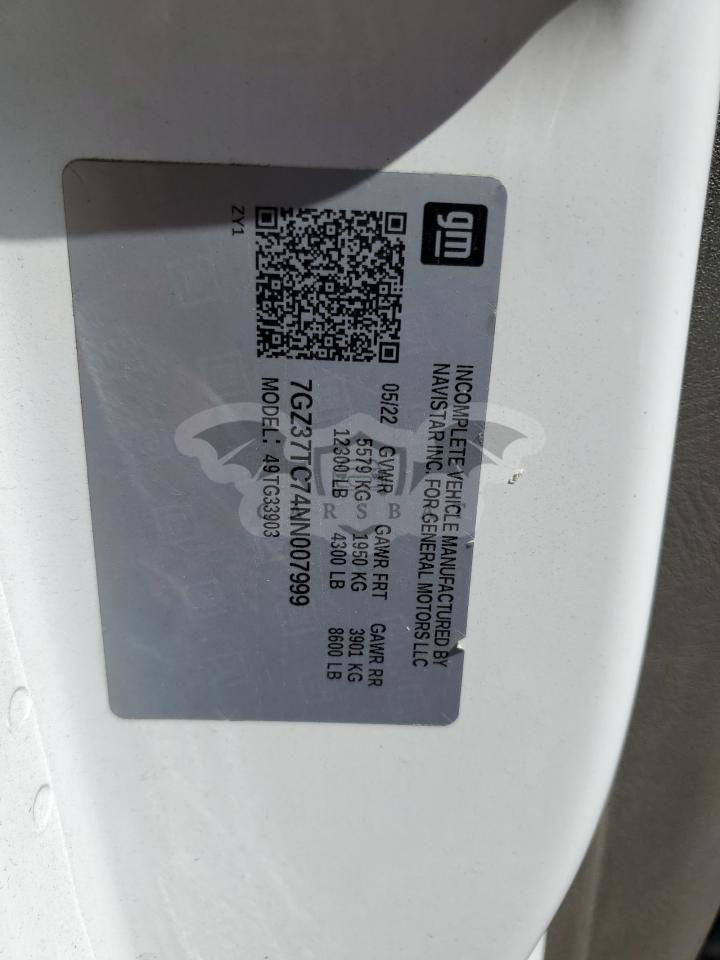 gm
INCOMPLETE VEHICLE MANUFACTURED BY
NAVISTAR INC. FOR GENERAL MOTORS LLC
05/22 GVWR GAWR FRT GAWR RR
5579 KG 1950 KG 3901 KG
12300 LB 4300 LB 8600 LB
7GZ37TC74NN007999
MODEL: 49TG33903
ZY1